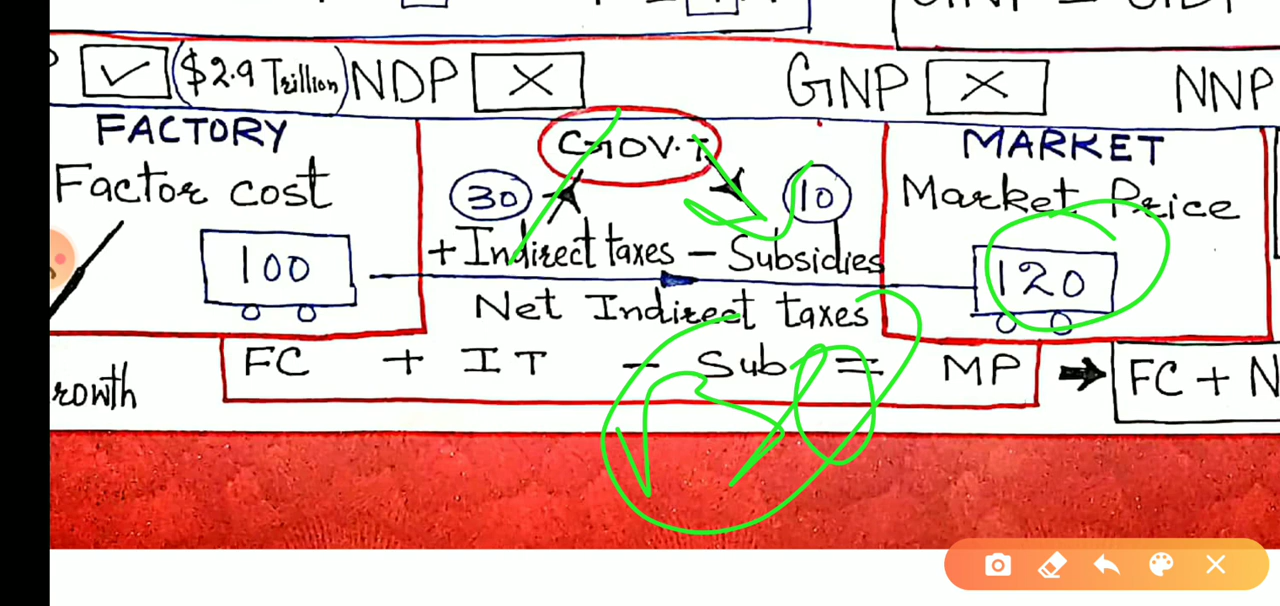 ($2.9 Trillion) NDP GNP NNP
FACTORY GOV.T MARKET
Factor cost 30 10 Market Price
+ Indirect taxes - Subsidies
100 120
Net Indirect taxes
FC + IT - Sub = MP → FC + N
rowth